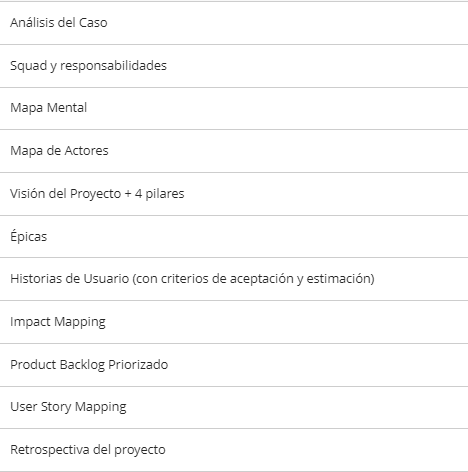 Análisis del Caso
Squad y responsabilidades
Mapa Mental
Mapa de Actores
Visión del Proyecto + 4 pilares
Épicas
Historias de Usuario (con criterios de aceptación y estimación)
Impact Mapping
Product Backlog Priorizado
User Story Mapping
Retrospectiva del proyecto